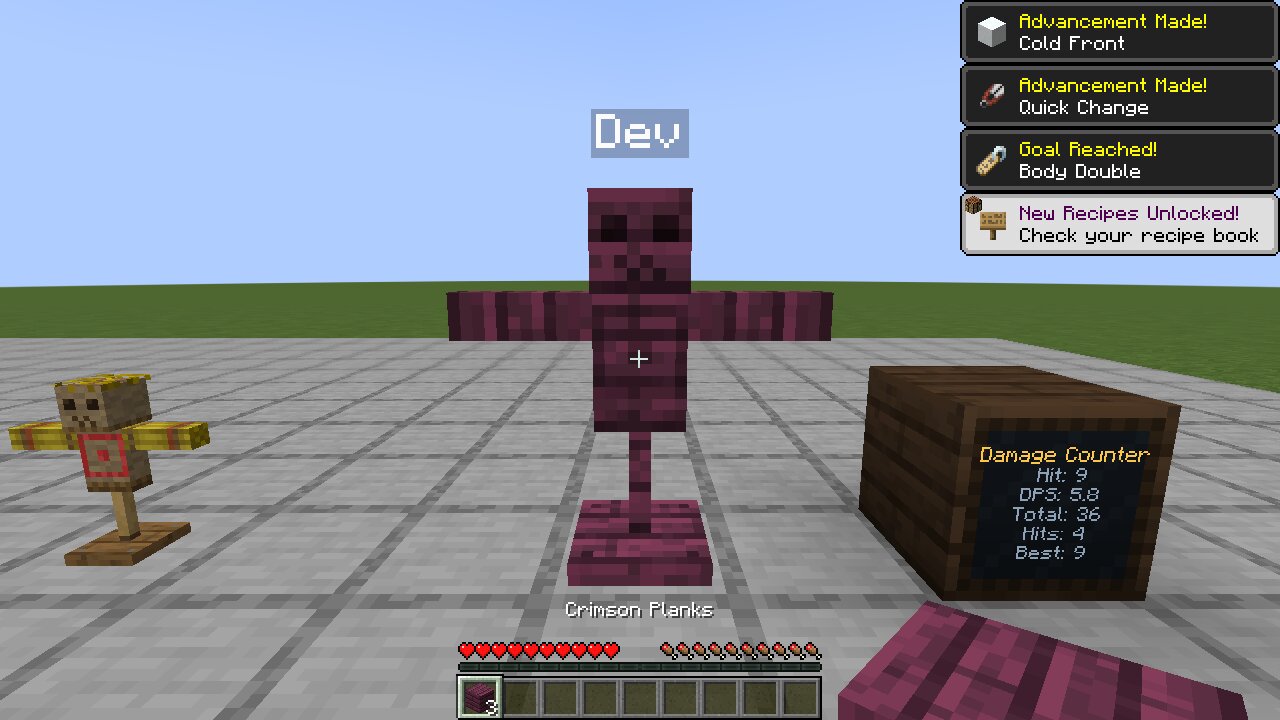 Advancement Made!
Cold Front
Advancement Made!
Quick Change
Goal Reached!
Body Double
New Recipes Unlocked!
Check your recipe book
Dev
Damage Counter
Hit: 9
DPS: 5.8
Total: 36
Hits: 4
Best: 9
Crimson Planks
3